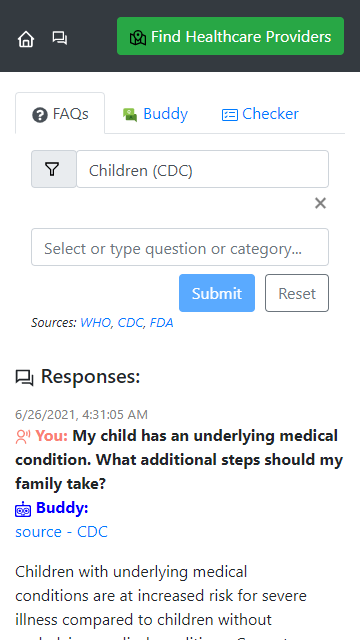 Find Healthcare Providers
FAQs
Buddy
Checker
Children (CDC)
×
Select or type question or category...
Submit
Reset
Sources: WHO, CDC, FDA
Responses:
6/26/2021, 4:31:05 AM
You: My child has an underlying medical
condition. What additional steps should my
family take?
Buddy:
source - CDC
Children with underlying medical
conditions are at increased risk for severe
illness compared to children without